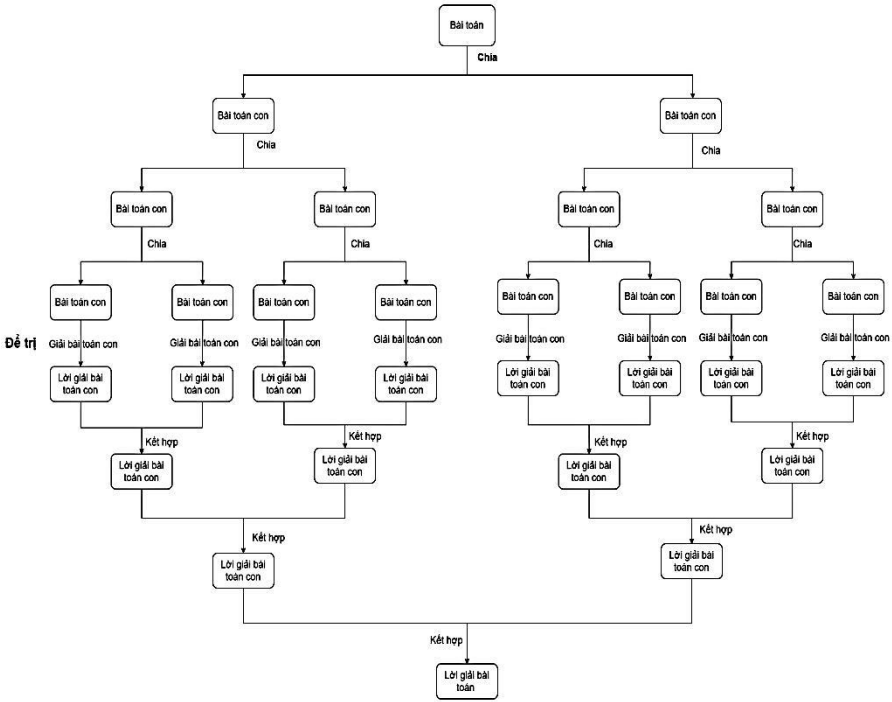 Bài toán
Chia
Bài toán con
Bài toán con
Chia
Chia
Bài toán con
Bài toán con
Bài toán con
Bài toán con
Chia
Chia
Chia
Chia
Bài toán con
Bài toán con
Bài toán con
Bài toán con
Bài toán con
Bài toán con
Bài toán con
Bài toán con
Để trị
Giải bài toán con
Giải bài toán con
Giải bài toán con
Giải bài toán con
Giải bài toán con
Giải bài toán con
Giải bài toán con
Giải bài toán con
Lời giải bài
toán con
Lời giải bài
toán con
Lời giải bài
toán con
Lời giải bài
toán con
Lời giải bài
toán con
Lời giải bài
toán con
Lời giải bài
toán con
Lời giải bài
toán con
Kết hợp
Kết hợp
Kết hợp
Kết hợp
Lời giải bài
toán con
Lời giải bài
toán con
Lời giải bài
toán con
Lời giải bài
toán con
Kết hợp
Kết hợp
Lời giải bài
toán con
Lời giải bài
toán con
Kết hợp
Lời giải bài
toán